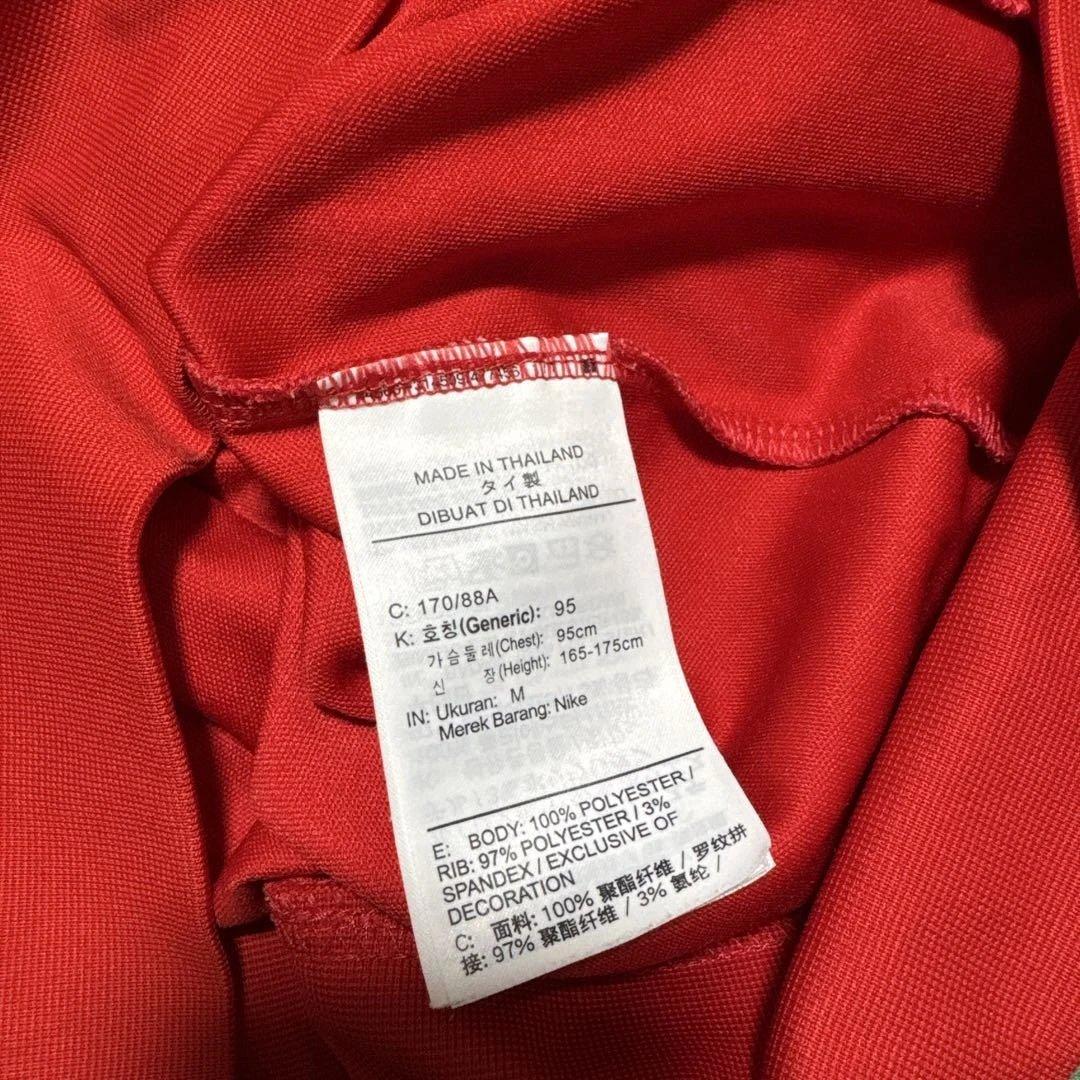 MADE IN THAILAND
タイ製
DIBUAT DI THAILAND
C: 170/88A
K: 호칭(Generic): 95
가슴둘레(Chest): 95cm
신 장(Height): 165-175cm
IN: Ukuran: M
Merek Barang: Nike
E: BODY: 100% POLYESTER /
RIB: 97% POLYESTER / 3%
SPANDEX / EXCLUSIVE OF
DECORATION
C: 面料: 100% 聚酯纤维 / 罗纹拼
接: 97% 聚酯纤维 / 3% 氨纶 /